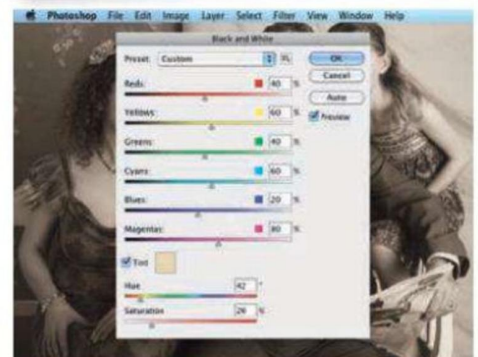 Photoshop File Edit Image Layer Select Filter View Window Help
Black and White
Preset: Custom OK
Cancel
Reds: 40 % Auto
Yellows: 60 % Preview
Greens: 40 %
Cyans: 60 %
Blues: 20 %
Magentas: 80 %
Tint
Hue 42 °
Saturation 26 %